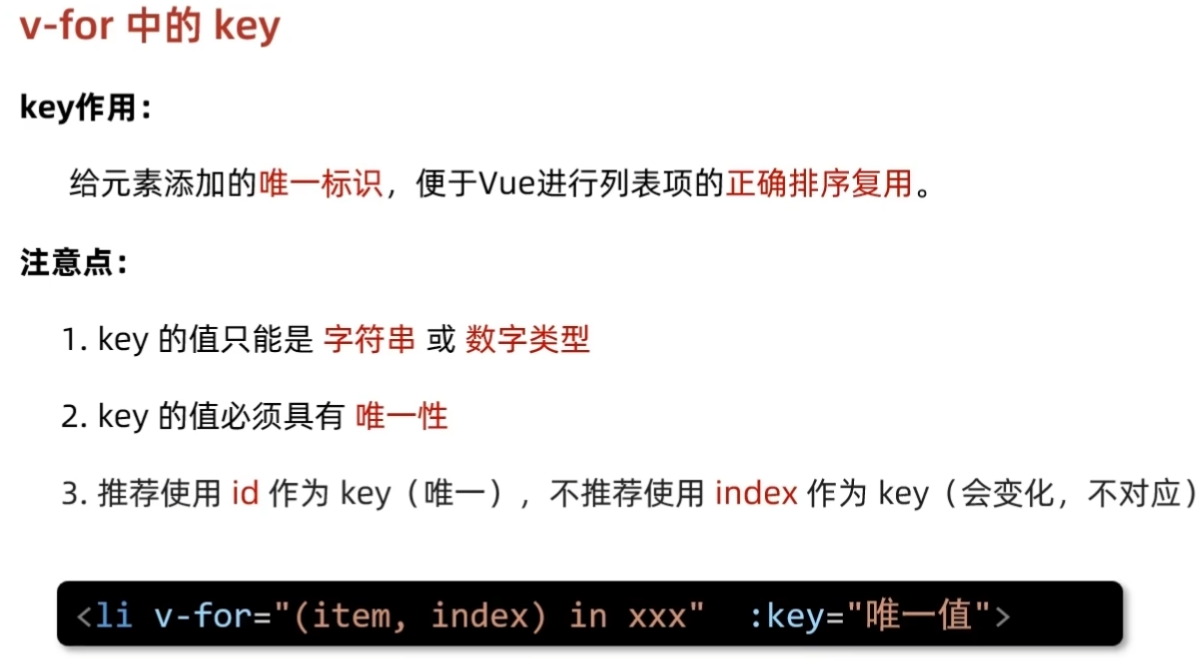 v-for 中的 key
key作用：
给元素添加的唯一标识，便于Vue进行列表项的正确排序复用。
注意点：
1. key 的值只能是 字符串 或 数字类型
2. key 的值必须具有 唯一性
3. 推荐使用 id 作为 key（唯一），不推荐使用 index 作为 key（会变化，不对应）
<li v-for="(item, index) in xxx" :key="唯一值">